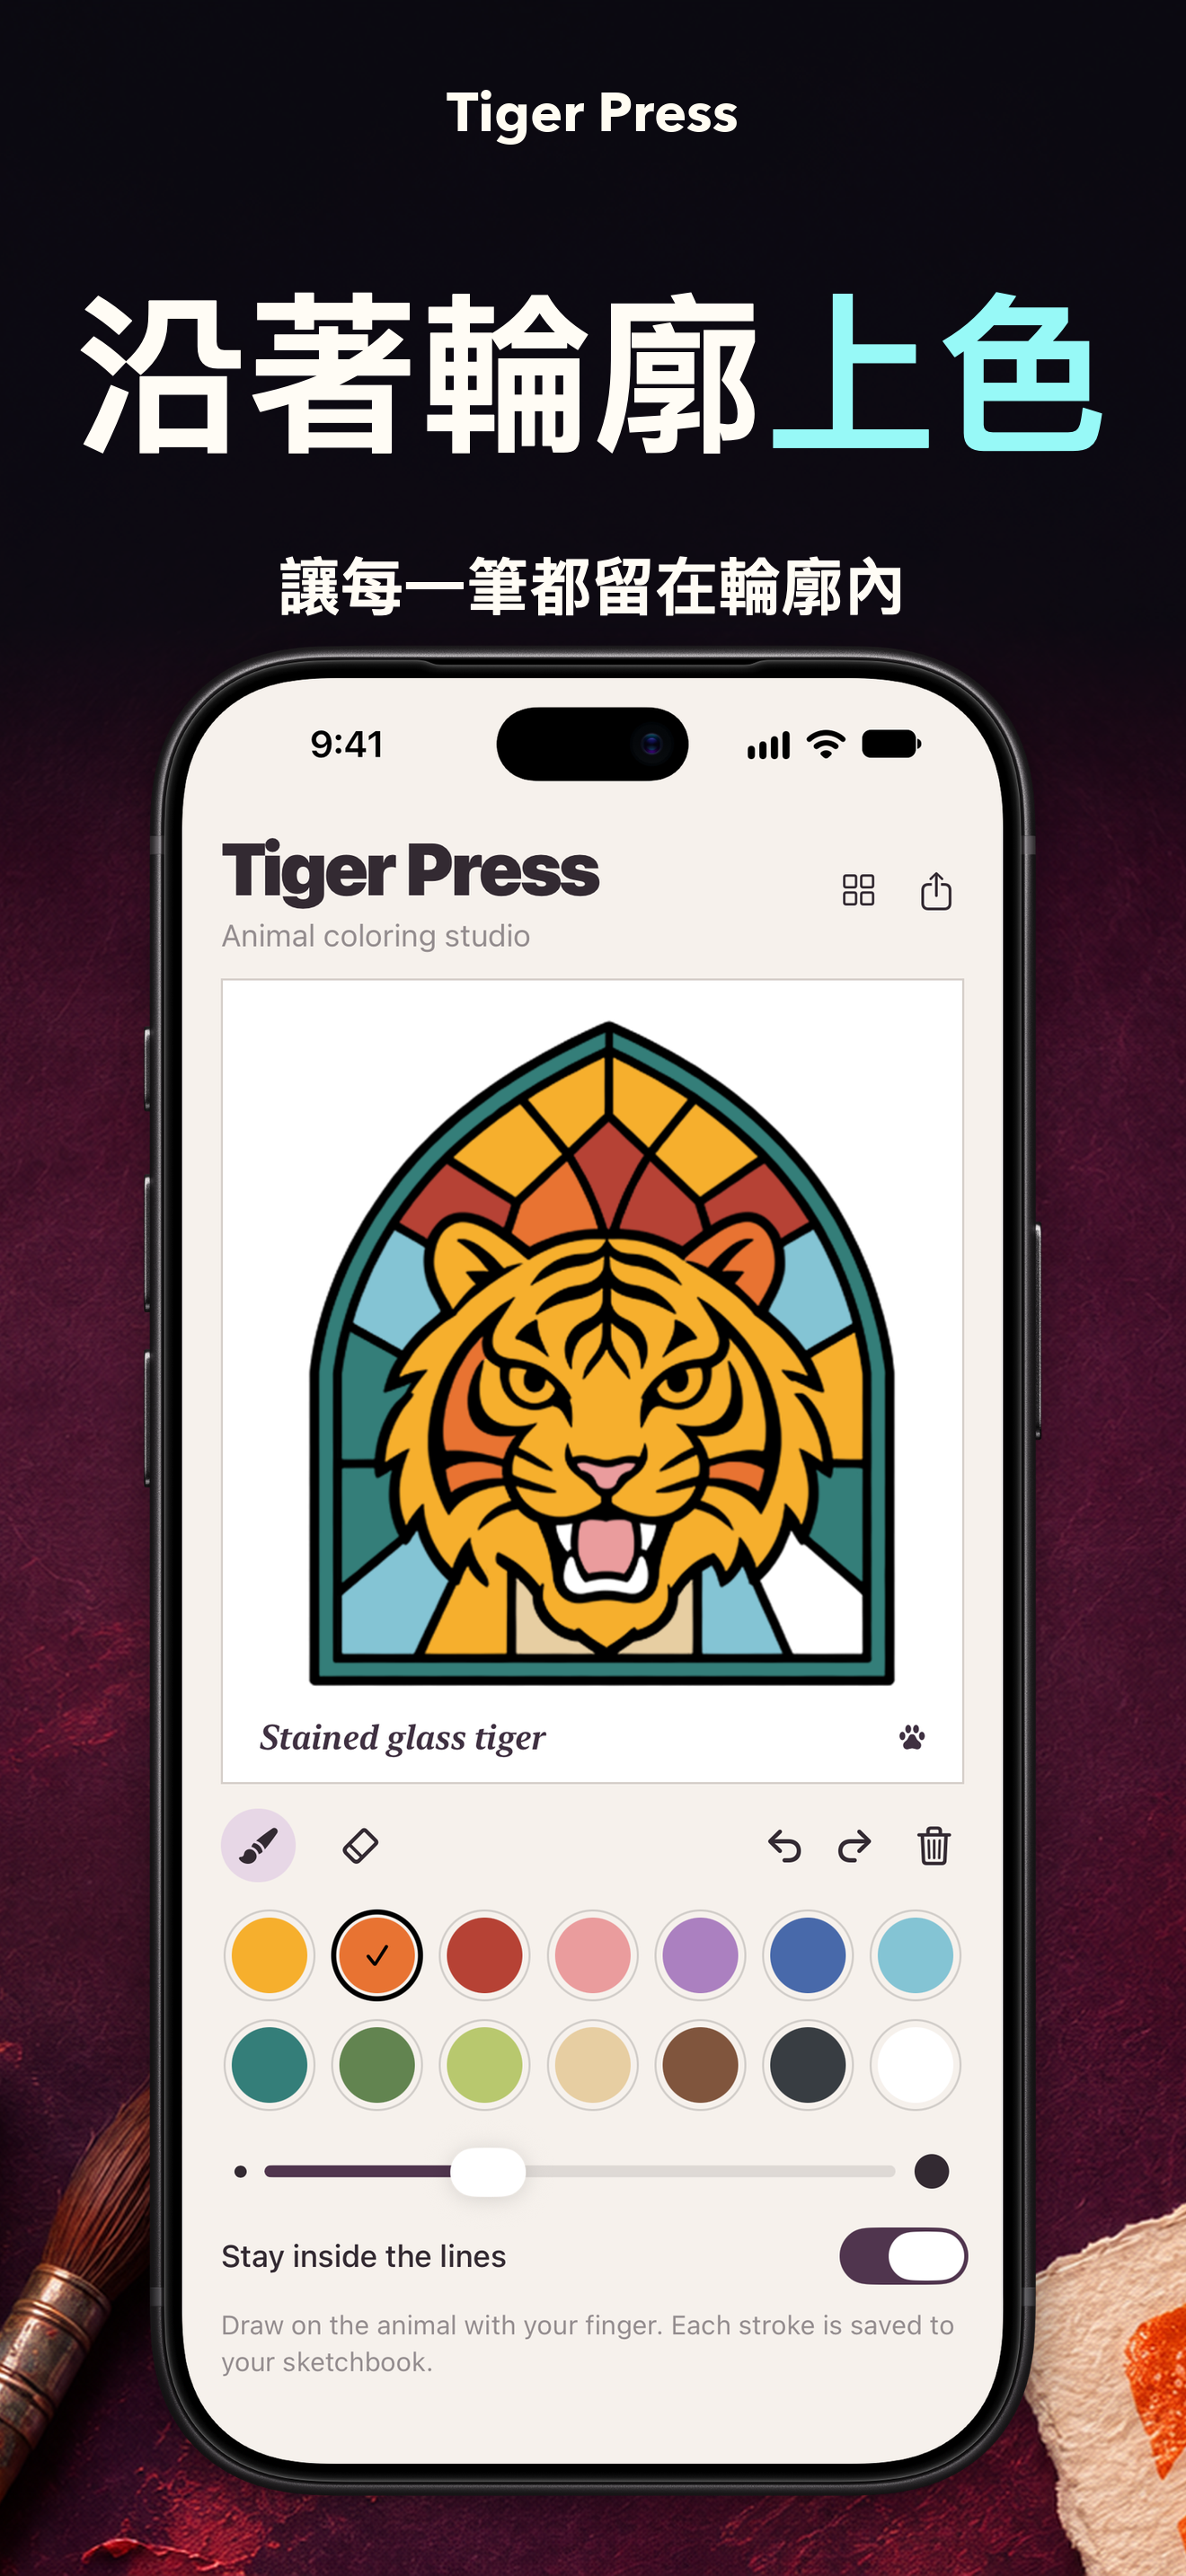 Tiger Press
沿著輪廓上色
讓每一筆都留在輪廓內
9:41
Tiger Press
Animal coloring studio
Stained glass tiger
Stay inside the lines
Draw on the animal with your finger. Each stroke is saved to
your sketchbook.